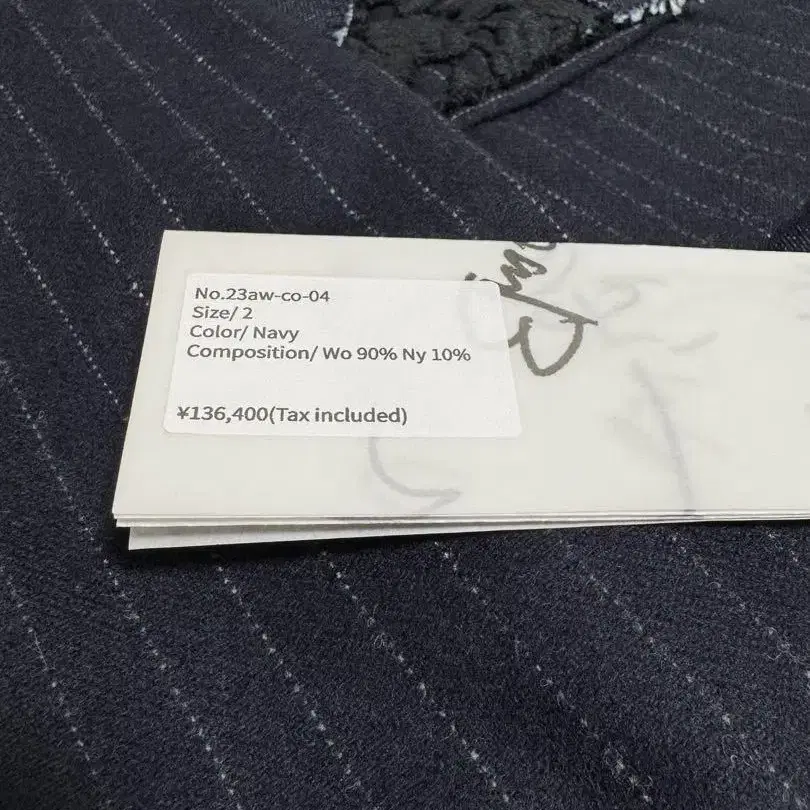 No.23aw-co-04
Size/ 2
Color/ Navy
Composition/ Wo 90% Ny 10%
¥136,400(Tax included)